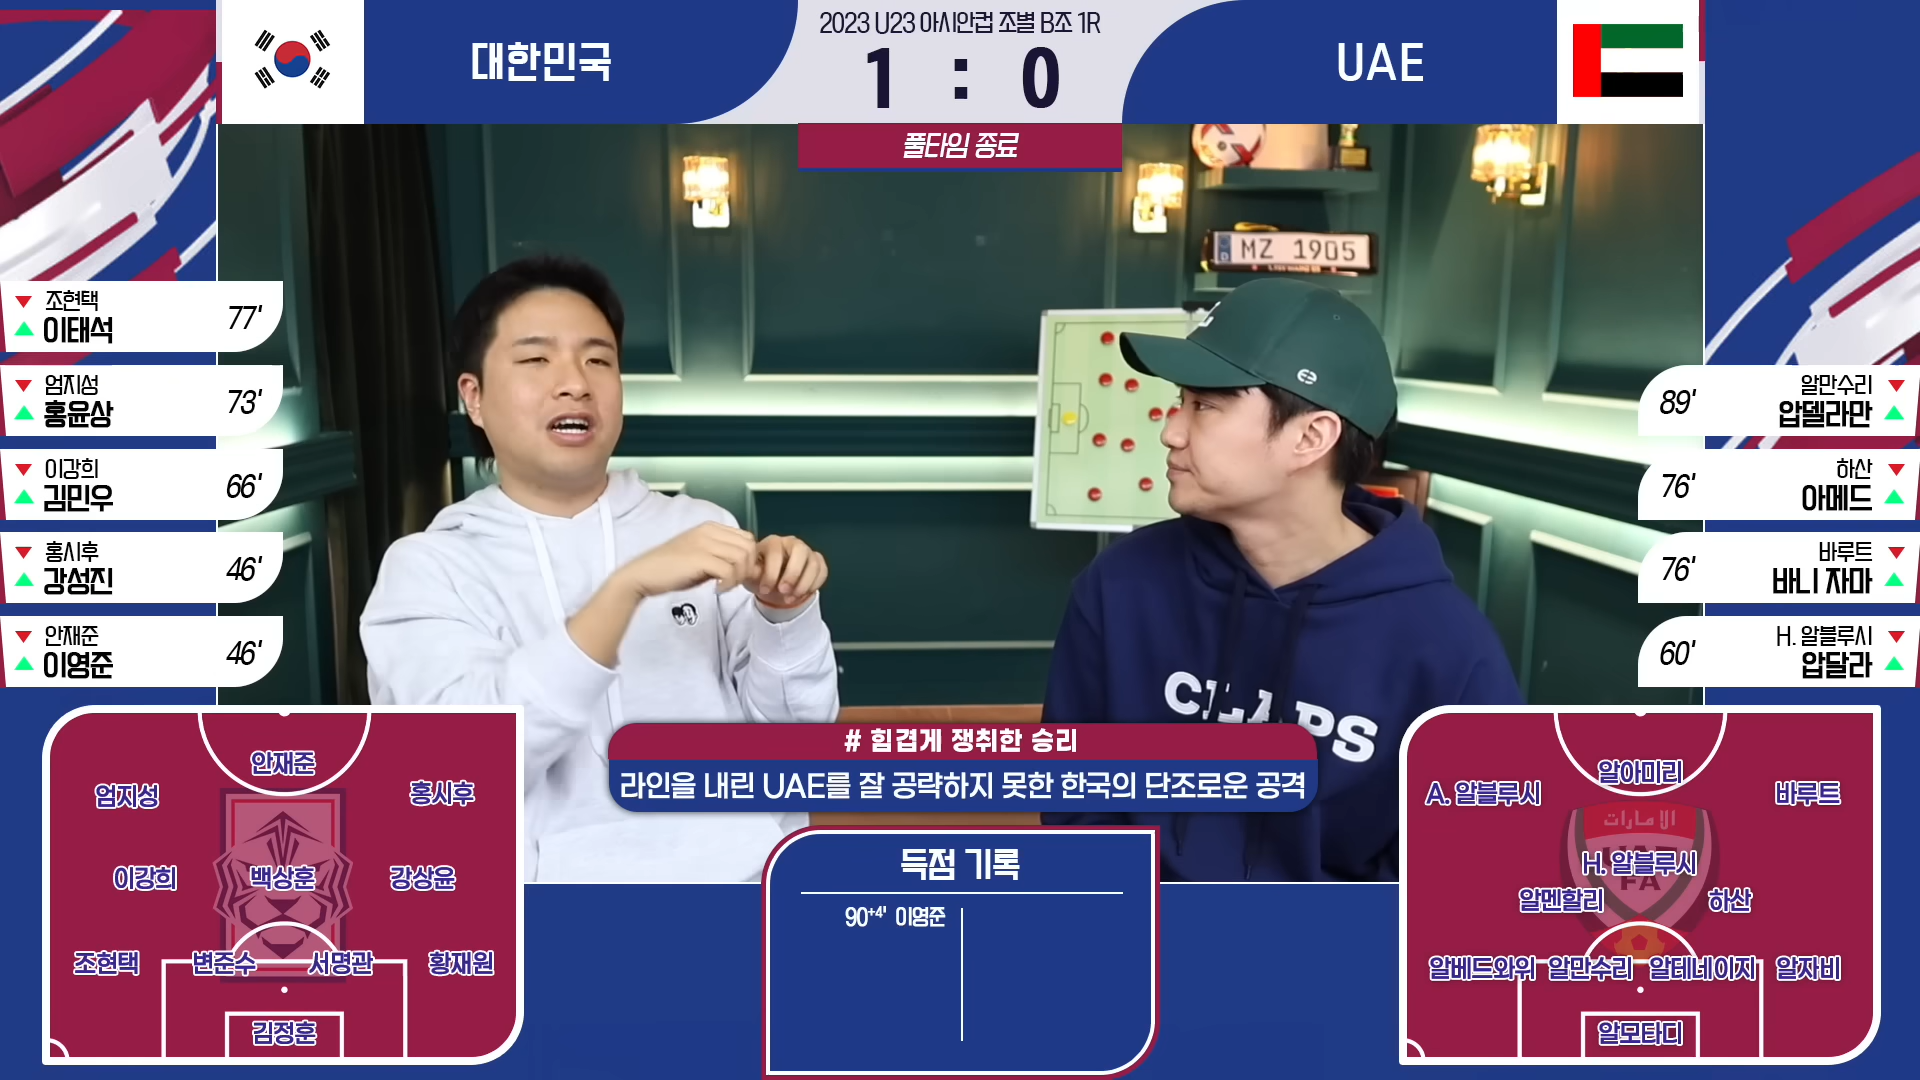 2023 U23 아시안컵 조별 B조 1R
대한민국
1 : 0
UAE
풀타임 종료
MZ 1905
조현택
이태석
77'
엄지성
홍윤상
73'
이강희
김민우
66'
홍시후
강성진
46'
안재준
이영준
46'
89'
알만수리
압델라만
76'
하산
아메드
76'
바루트
바니 자마
60'
H. 알블루시
압달라
CLAPS
# 힘겹게 쟁취한 승리
라인을 내린 UAE를 잘 공략하지 못한 한국의 단조로운 공격
득점 기록
90+4' 이영준
안재준
엄지성
홍시후
이강희
백상훈
강상윤
조현택
변준수
서명관
황재원
김정훈
알아미리
A. 알블루시
바루트
الامارات
UAE
H. 알블루시
FA
알멘할리
하산
알베드와위
알만수리
알테네이지
알자비
알모타디